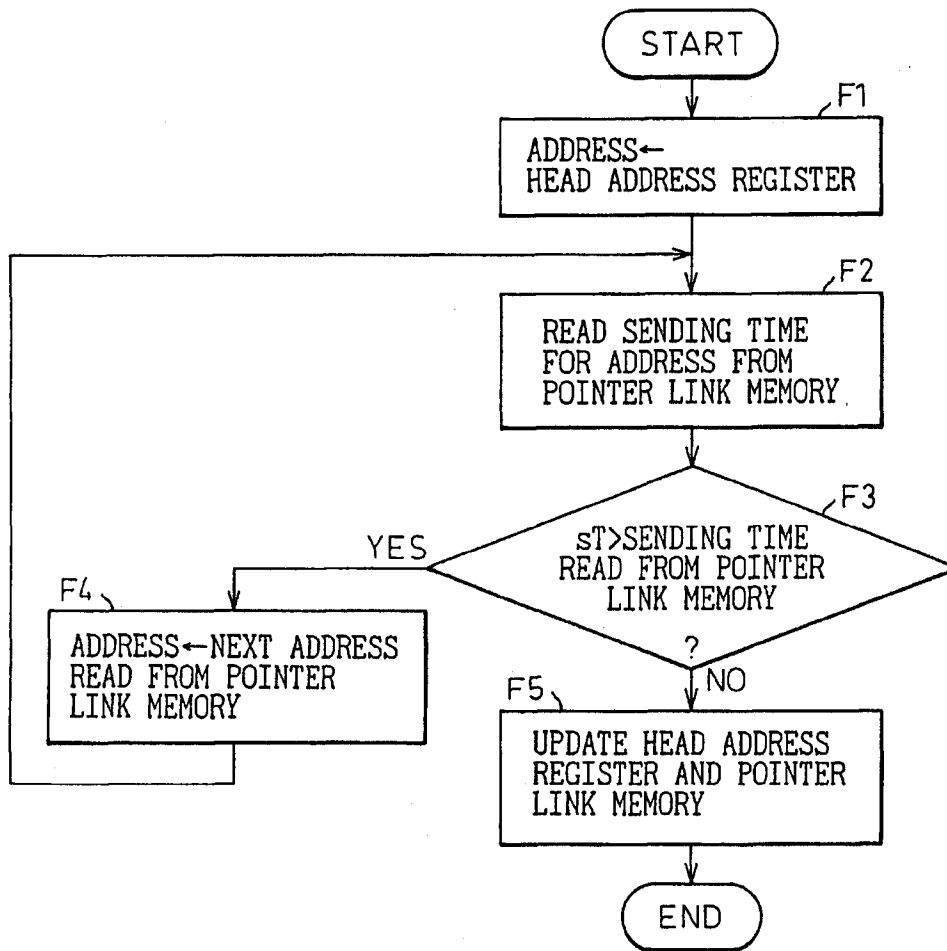 START
F1
ADDRESS←
HEAD ADDRESS REGISTER
F2
READ SENDING TIME
FOR ADDRESS FROM
POINTER LINK MEMORY
F3
sT>SENDING TIME
READ FROM POINTER
LINK MEMORY
?
YES
NO
F4
ADDRESS←NEXT ADDRESS
READ FROM POINTER
LINK MEMORY
F5
UPDATE HEAD ADDRESS
REGISTER AND POINTER
LINK MEMORY
END